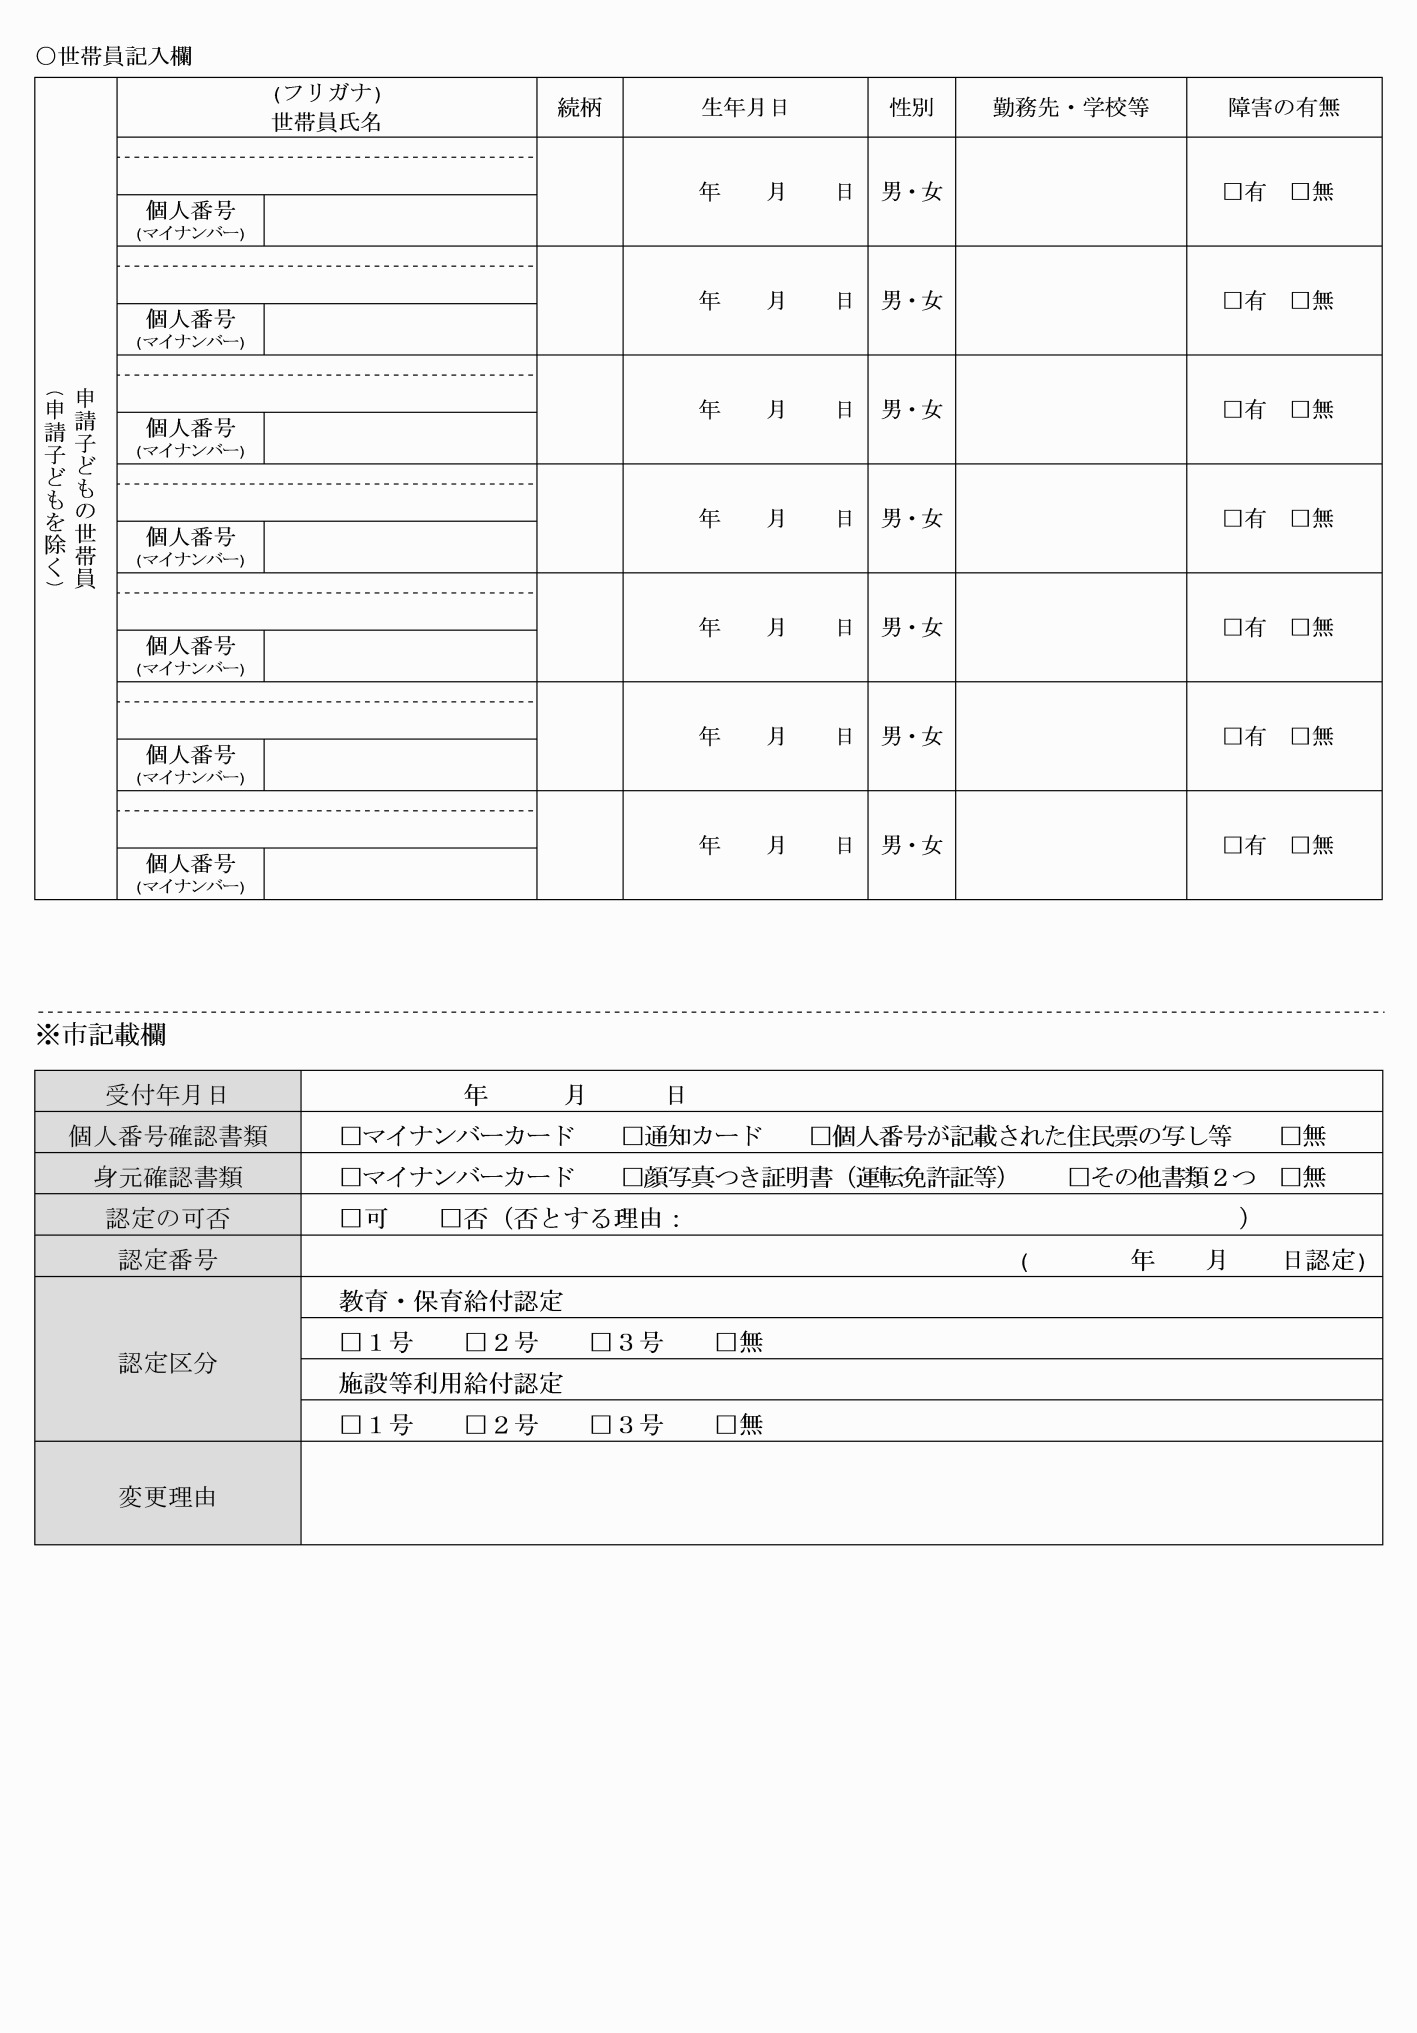 ○世帯員記入欄
申請子どもの世帯員
（申請子どもを除く）
(フリガナ)
世帯員氏名
続柄
生年月日
性別
勤務先・学校等
障害の有無
年　月　日　男・女　□有　□無
個人番号
(マイナンバー)
年　月　日　男・女　□有　□無
個人番号
(マイナンバー)
年　月　日　男・女　□有　□無
個人番号
(マイナンバー)
年　月　日　男・女　□有　□無
個人番号
(マイナンバー)
年　月　日　男・女　□有　□無
個人番号
(マイナンバー)
年　月　日　男・女　□有　□無
個人番号
(マイナンバー)
年　月　日　男・女　□有　□無
個人番号
(マイナンバー)
※市記載欄
受付年月日　年　月　日
個人番号確認書類　□マイナンバーカード　□通知カード　□個人番号が記載された住民票の写し等　□無
身元確認書類　□マイナンバーカード　□顔写真つき証明書（運転免許証等）　□その他書類２つ　□無
認定の可否　□可　□否（否とする理由：　）
認定番号　(　年　月　日認定)
認定区分
教育・保育給付認定
□１号　□２号　□３号　□無
施設等利用給付認定
□１号　□２号　□３号　□無
変更理由